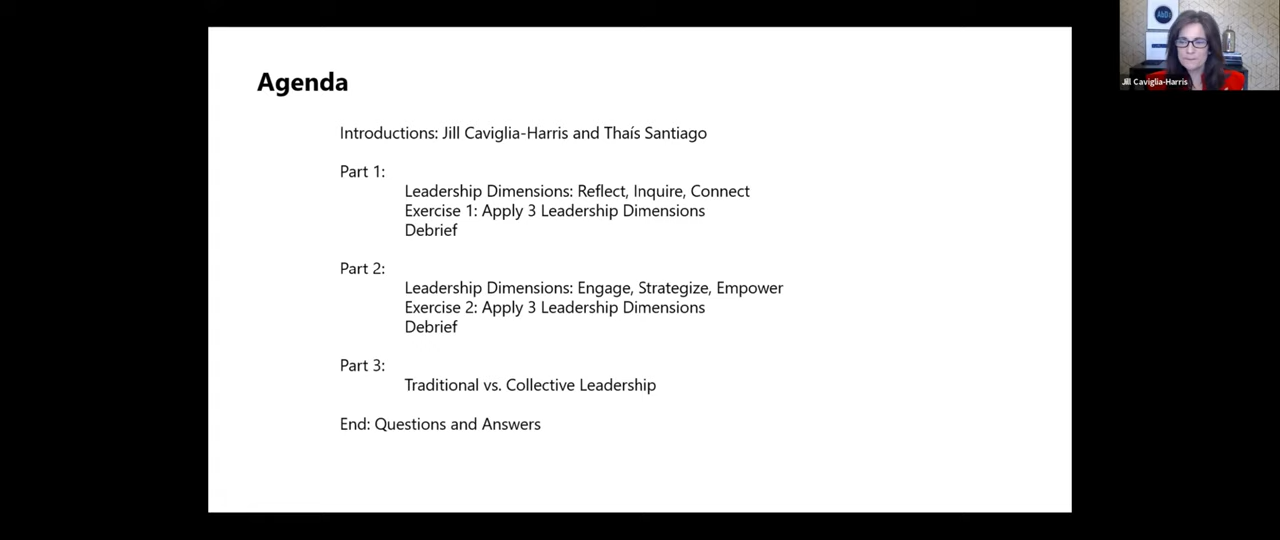 Agenda
Introductions: Jill Caviglia-Harris and Thaís Santiago
Part 1:
Leadership Dimensions: Reflect, Inquire, Connect
Exercise 1: Apply 3 Leadership Dimensions
Debrief
Part 2:
Leadership Dimensions: Engage, Strategize, Empower
Exercise 2: Apply 3 Leadership Dimensions
Debrief
Part 3:
Traditional vs. Collective Leadership
End: Questions and Answers
Jill Caviglia-Harris